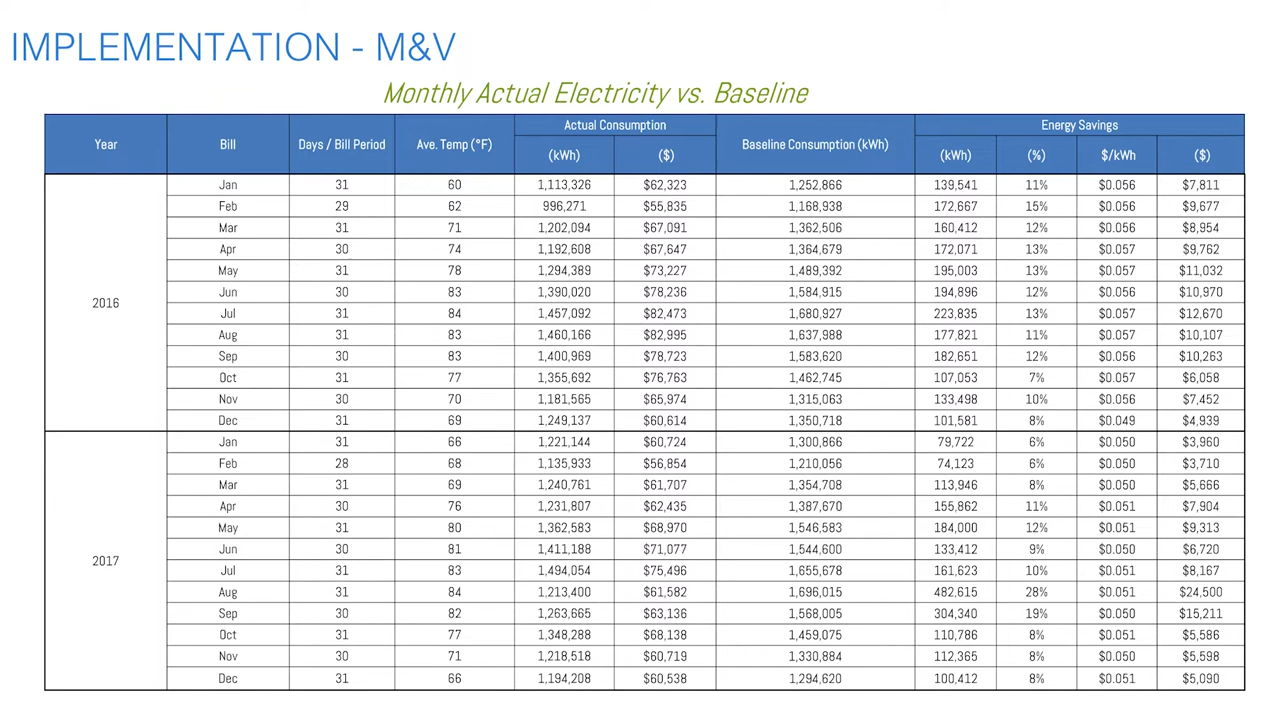 IMPLEMENTATION - M&V
Monthly Actual Electricity vs. Baseline
Year Bill Days / Bill Period Ave. Temp (°F) Actual Consumption Baseline Consumption (kWh) Energy Savings
(kWh) ($) (kWh) (%) $/kWh ($)
2016
Jan 31 60 1,113,326 $62,323 1,252,866 139,541 11% $0.056 $7,811
Feb 29 62 996,271 $55,835 1,168,938 172,667 15% $0.056 $9,677
Mar 31 71 1,202,094 $67,091 1,362,506 160,412 12% $0.056 $8,954
Apr 30 74 1,192,608 $67,647 1,364,679 172,071 13% $0.057 $9,762
May 31 78 1,294,389 $73,227 1,489,392 195,003 13% $0.057 $11,032
Jun 30 83 1,390,020 $78,236 1,584,915 194,896 12% $0.056 $10,970
Jul 31 84 1,457,092 $82,473 1,680,927 223,835 13% $0.057 $12,670
Aug 31 83 1,460,166 $82,995 1,637,988 177,821 11% $0.057 $10,107
Sep 30 83 1,400,969 $78,723 1,583,620 182,651 12% $0.056 $10,263
Oct 31 77 1,355,692 $76,763 1,462,745 107,053 7% $0.057 $6,058
Nov 30 70 1,181,565 $65,974 1,315,063 133,498 10% $0.056 $7,452
Dec 31 69 1,249,137 $60,614 1,350,718 101,581 8% $0.049 $4,939
2017
Jan 31 66 1,221,144 $60,724 1,300,866 79,722 6% $0.050 $3,960
Feb 28 68 1,135,933 $56,854 1,210,056 74,123 6% $0.050 $3,710
Mar 31 69 1,240,761 $61,707 1,354,708 113,946 8% $0.050 $5,666
Apr 30 76 1,231,807 $62,435 1,387,670 155,862 11% $0.051 $7,904
May 31 80 1,362,583 $68,970 1,546,583 184,000 12% $0.051 $9,313
Jun 30 81 1,411,188 $71,077 1,544,600 133,412 9% $0.050 $6,720
Jul 31 83 1,494,054 $75,496 1,655,678 161,623 10% $0.051 $8,167
Aug 31 84 1,213,400 $61,582 1,696,015 482,615 28% $0.051 $24,500
Sep 30 82 1,263,665 $63,136 1,568,005 304,340 19% $0.050 $15,211
Oct 31 77 1,348,288 $68,138 1,459,075 110,786 8% $0.051 $5,586
Nov 30 71 1,218,518 $60,719 1,330,884 112,365 8% $0.050 $5,598
Dec 31 66 1,194,208 $60,538 1,294,620 100,412 8% $0.051 $5,090